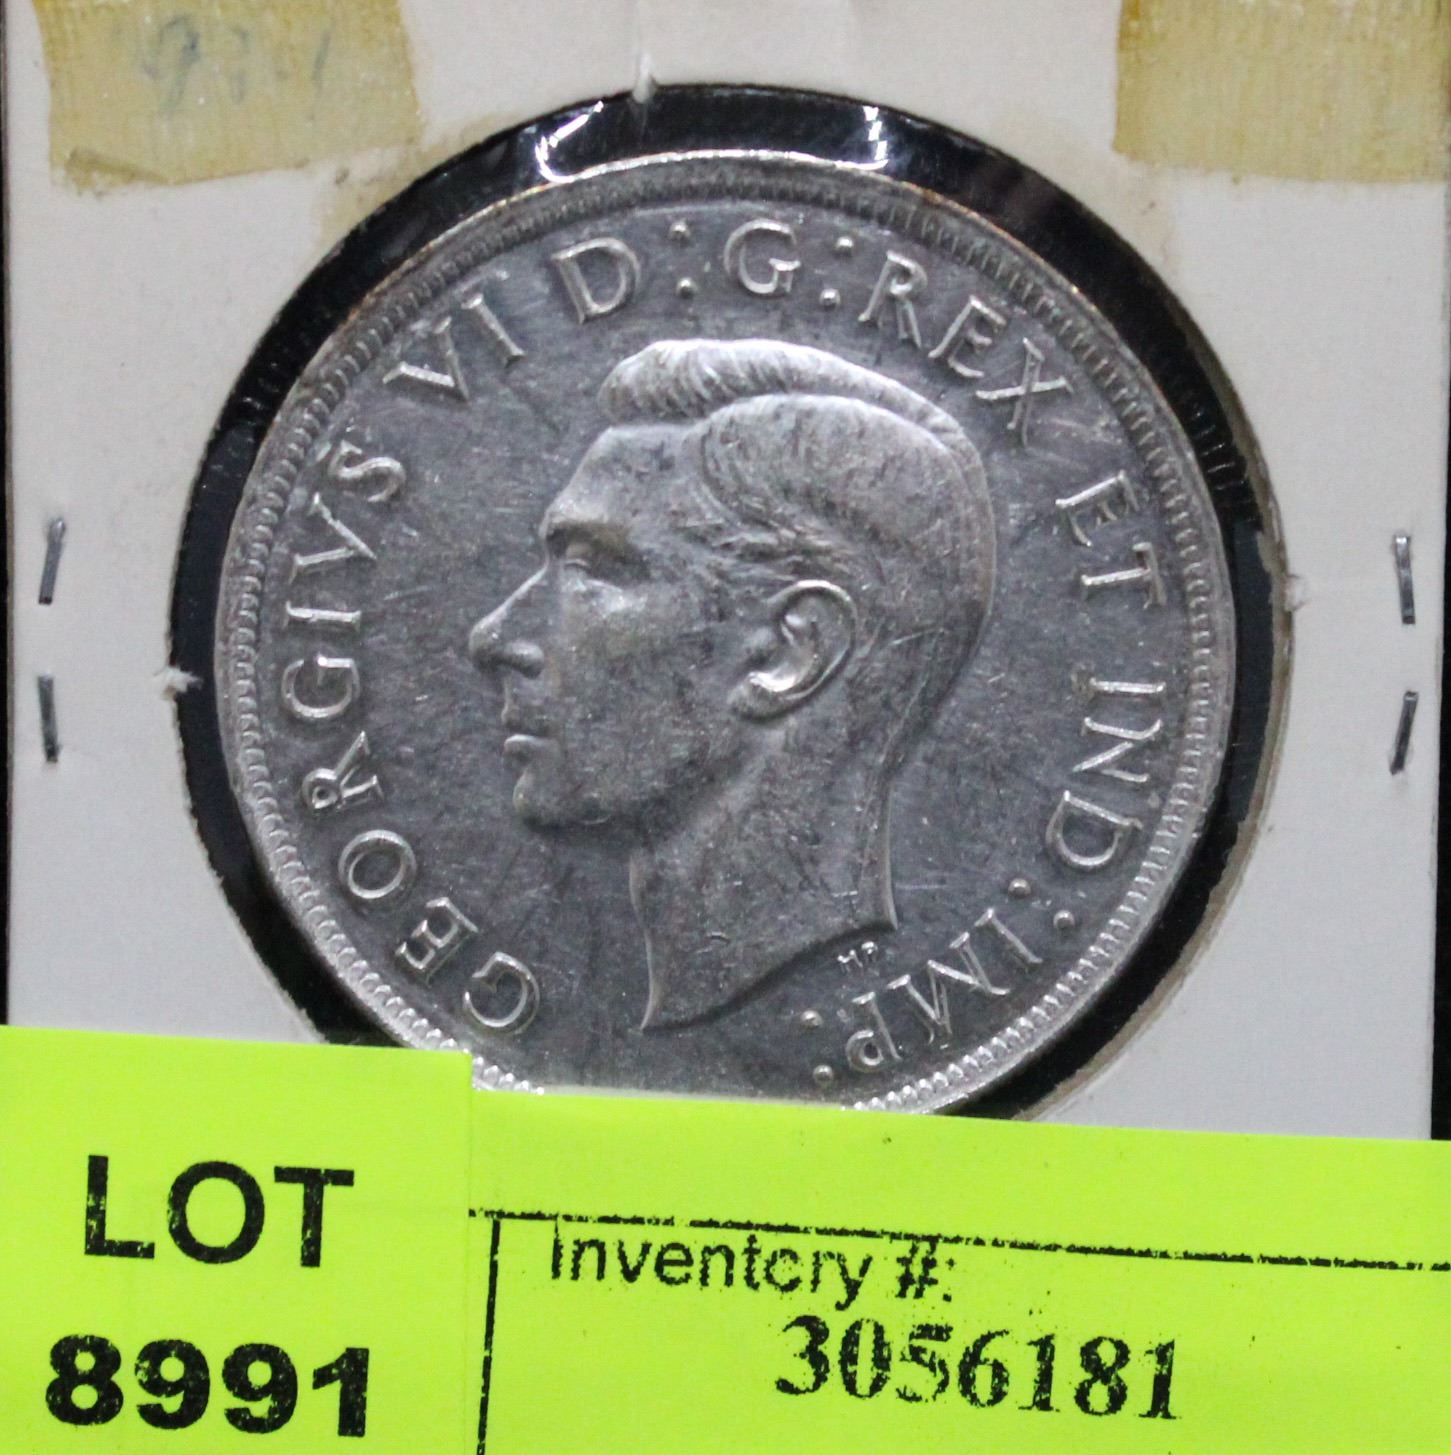 GEORGIVS VI D:G:REX ET IND:IMP.
HP
LOT
8991
Inventory #:
3056181